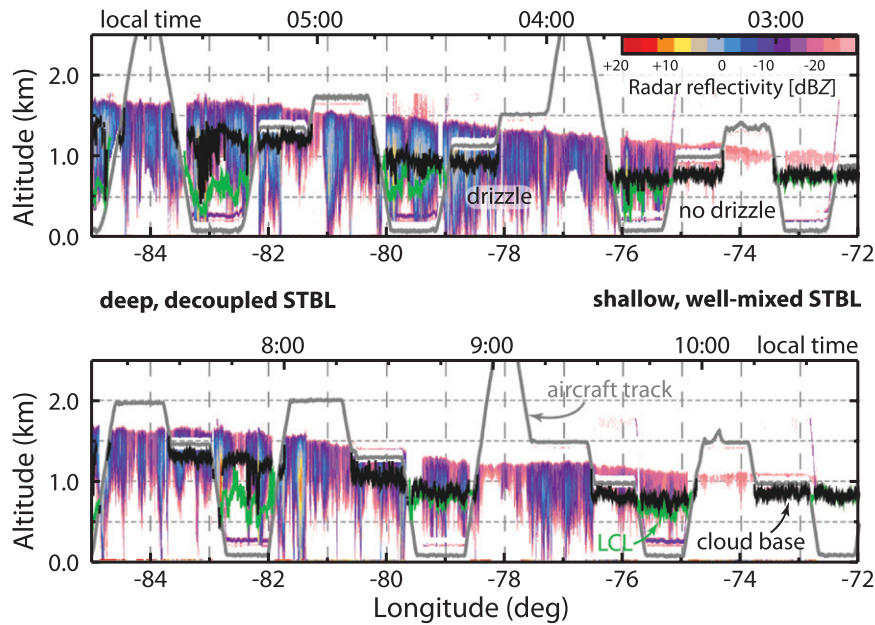 local time 05:00 04:00 03:00
+20 +10 0 -10 -20
Radar reflectivity [dBZ]
Altitude (km)
2.0
1.0
0.0
drizzle
no drizzle
-84 -82 -80 -78 -76 -74 -72
deep, decoupled STBL
shallow, well-mixed STBL
8:00 9:00 10:00 local time
Altitude (km)
2.0
1.0
0.0
aircraft track
LCL
cloud base
-84 -82 -80 -78 -76 -74 -72
Longitude (deg)